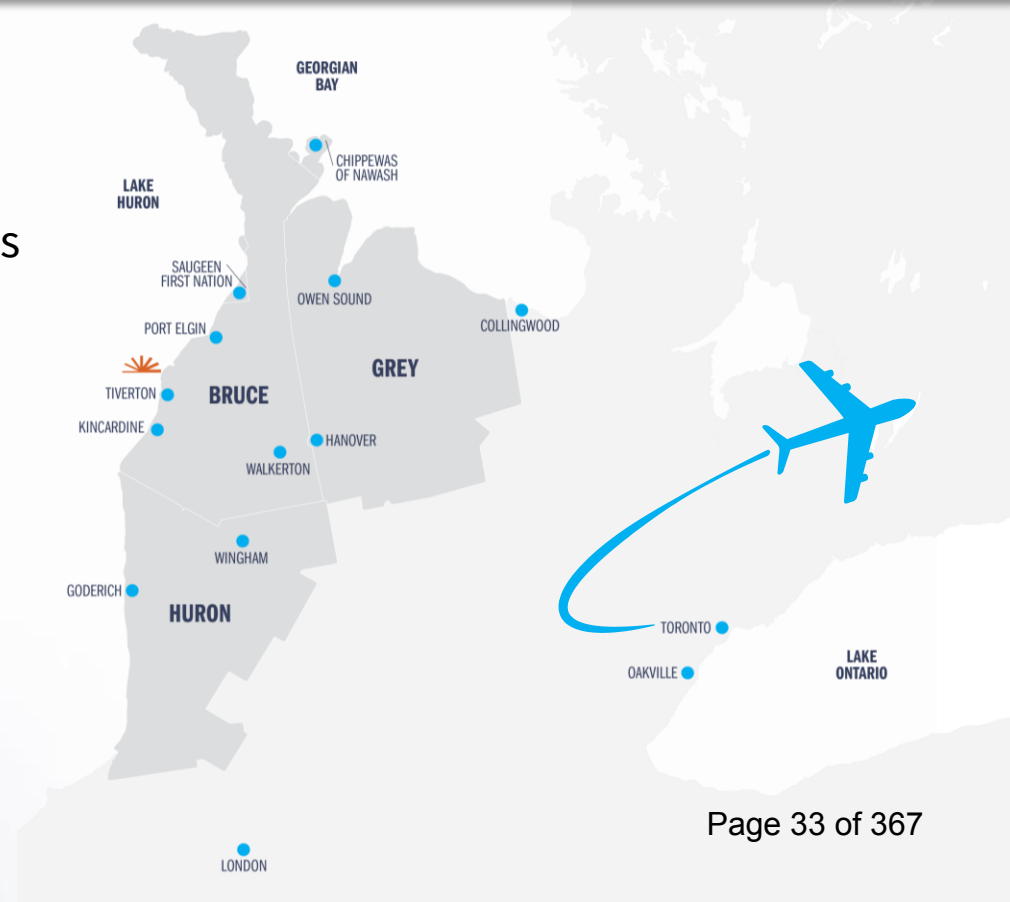 GEORGIAN
BAY
CHIPPEWAS
OF NAWASH
LAKE
HURON
s
SAUGEEN
FIRST NATION
OWEN SOUND
COLLINGWOOD
PORT ELGIN
GREY
TIVERTON
BRUCE
KINCARDINE
HANOVER
WALKERTON
WINGHAM
GODERICH
HURON
TORONTO
OAKVILLE
LAKE
ONTARIO
Page 33 of 367
LONDON